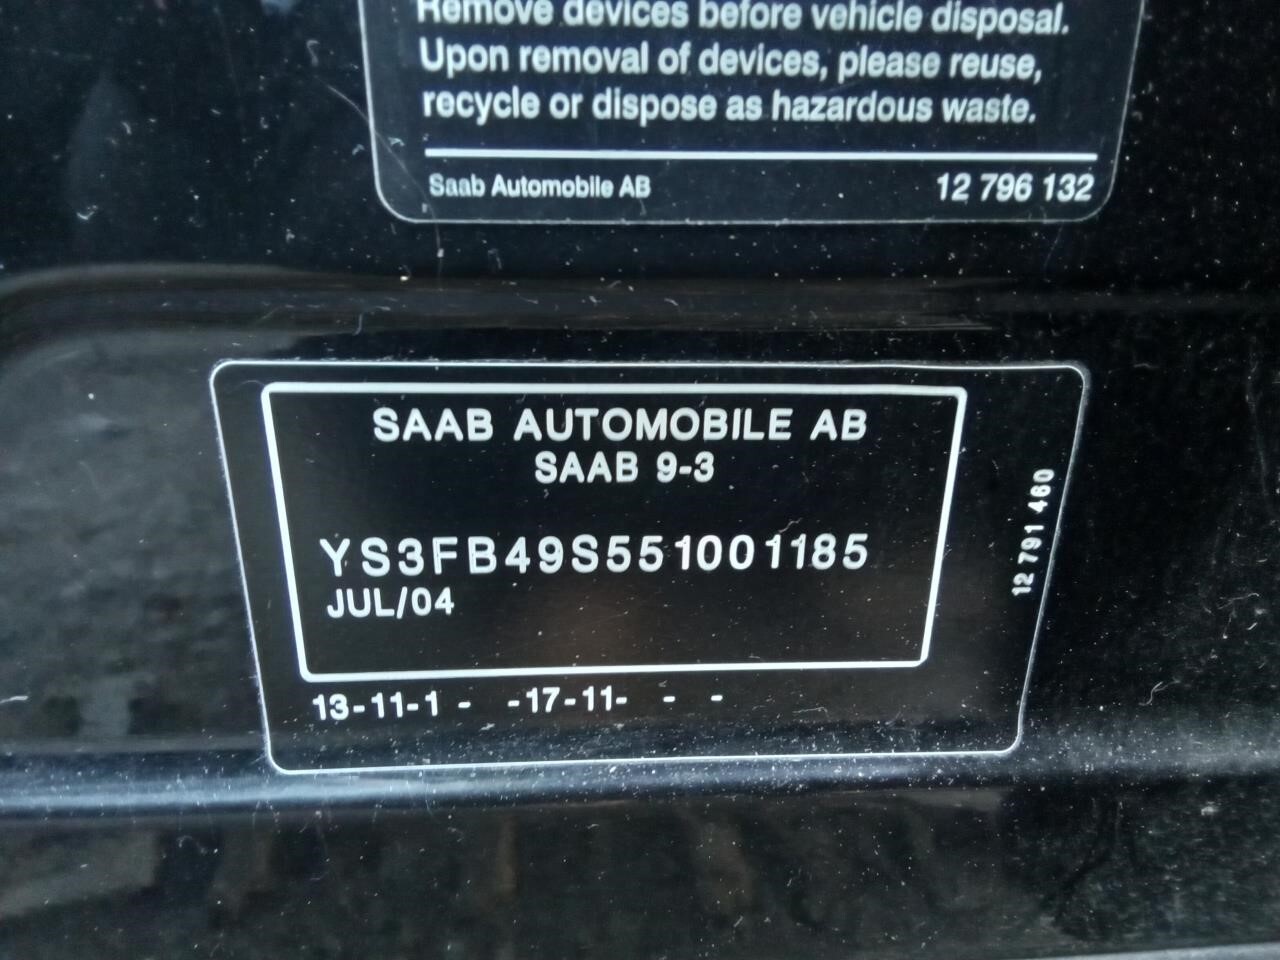 Remove devices before vehicle disposal.
Upon removal of devices, please reuse,
recycle or dispose as hazardous waste.
Saab Automobile AB 12 796 132
SAAB AUTOMOBILE AB
SAAB 9-3
YS3FB49S551001185
JUL/04
13-11-1 - -17-11- - -
12 791 460